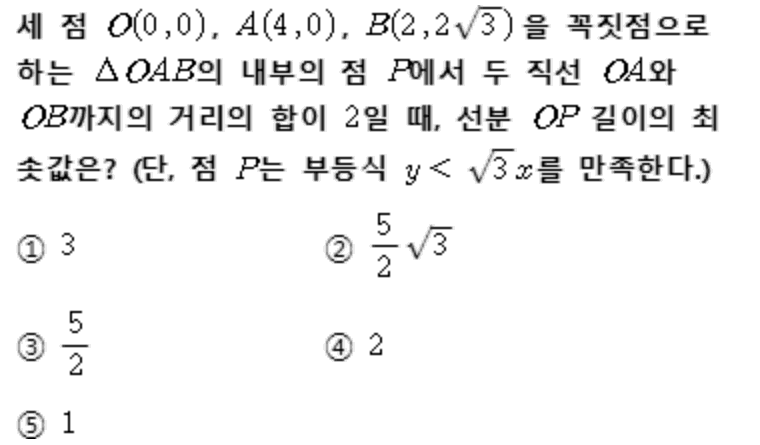 세 점 O(0,0), A(4,0), B(2,2√3)을 꼭짓점으로
하는 △OAB의 내부의 점 P에서 두 직선 OA와
OB까지의 거리의 합이 2일 때, 선분 OP 길이의 최
솟값은? (단, 점 P는 부등식 y< √3x를 만족한다.)
① 3 ② 5/2 √3
③ 5/2 ④ 2
⑤ 1